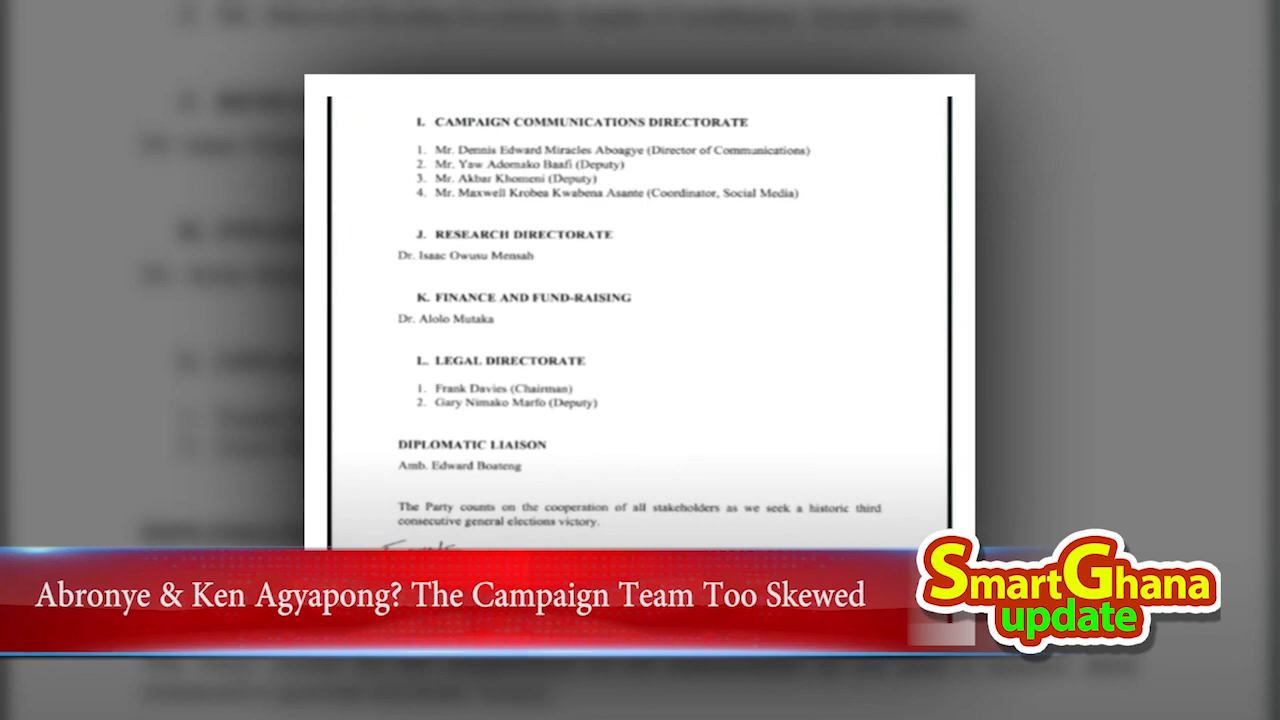 I. CAMPAIGN COMMUNICATIONS DIRECTORATE
1. Mr. Dennis Edward Miracles Aboagye (Director of Communications)
2. Mr. Yaw Adomako Baafi (Deputy)
3. Mr. Akbar Khomeni (Deputy)
4. Mr. Maxwell Krobea Kwabena Asante (Coordinator, Social Media)
J. RESEARCH DIRECTORATE
Dr. Isaac Owusu Mensah
K. FINANCE AND FUND-RAISING
Dr. Alolo Mutaka
L. LEGAL DIRECTORATE
1. Frank Davies (Chairman)
2. Gary Nimako Marfo (Deputy)
DIPLOMATIC LIAISON
Amb. Edward Boateng
The Party counts on the cooperation of all stakeholders as we seek a historic third
consecutive general elections victory.
Abronye & Ken Agyapong? The Campaign Team Too Skewed
SmartGhana
update